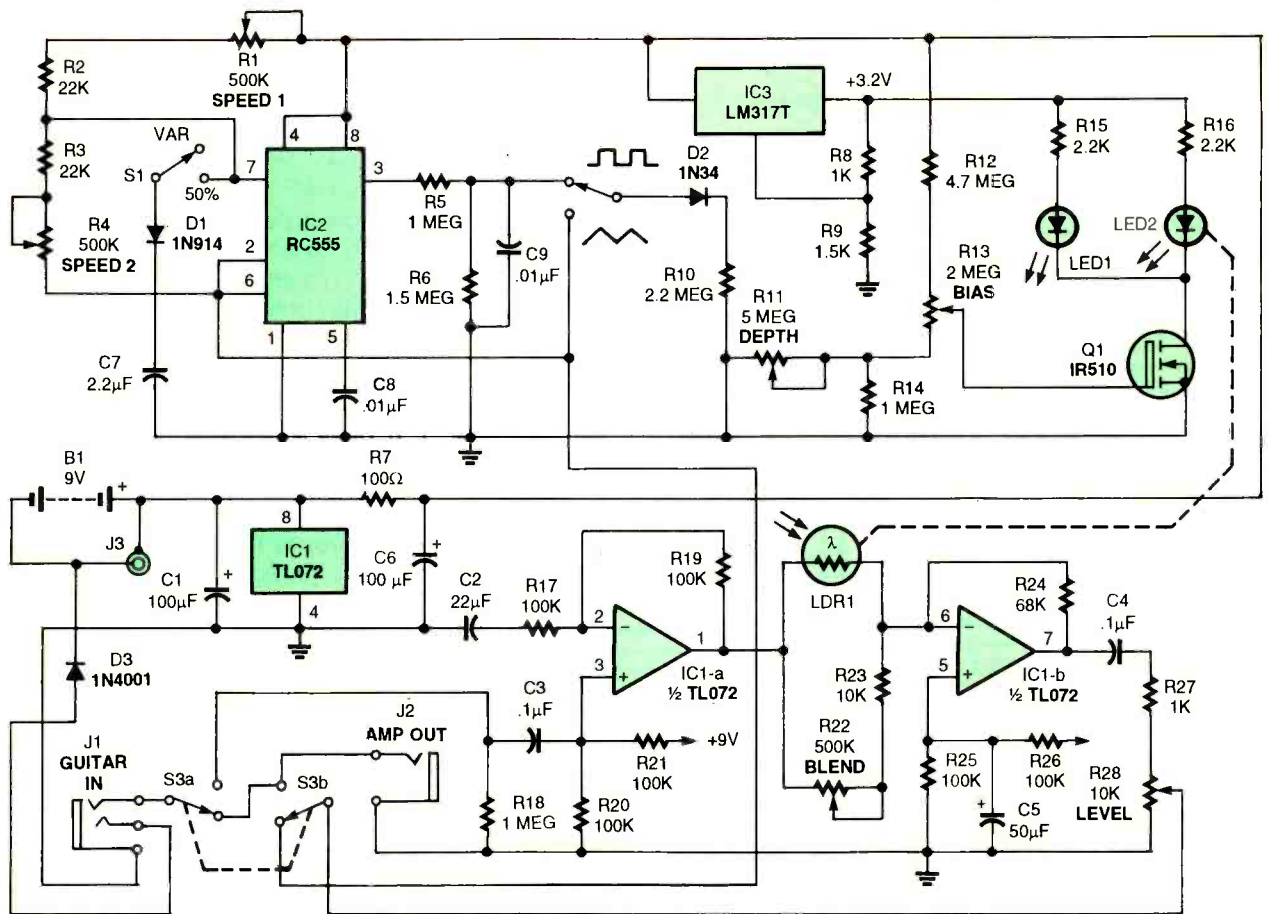 R1
500K
SPEED 1
R2
22K
R3
22K
R4
500K
SPEED 2
VAR
S1
50%
D1
1N914
C7
2.2µF
4
8
7
3
2
6
1
5
IC2
RC555
C8
.01µF
R5
1 MEG
R6
1.5 MEG
C9
.01µF
D2
1N34
R10
2.2 MEG
R11
5 MEG
DEPTH
IC3
LM317T
+3.2V
R8
1K
R9
1.5K
R12
4.7 MEG
R13
2 MEG
BIAS
R14
1 MEG
R15
2.2K
R16
2.2K
LED1
LED2
Q1
IR510
B1
9V
+
J3
D3
1N4001
C1
100µF
+
8
IC1
TL072
4
R7
100Ω
C6
100 µF
+
C2
22µF
R17
100K
R19
100K
2
−
3
+
1
IC1-a
½ TL072
C3
.1µF
R21
100K
+9V
R18
1 MEG
R20
100K
J1
GUITAR
IN
S3a
S3b
J2
AMP OUT
λ
LDR1
R23
10K
R22
500K
BLEND
6
−
5
+
7
IC1-b
½ TL072
R24
68K
C4
.1µF
R27
1K
R25
100K
R26
100K
+
C5
50µF
R28
10K
LEVEL